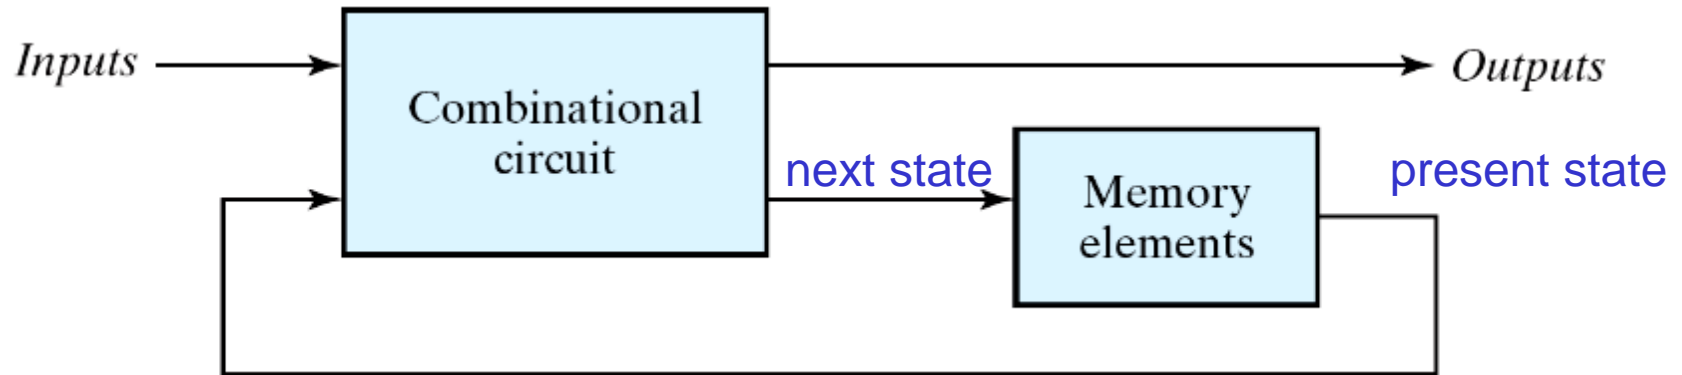 Inputs
Outputs
Combinational
circuit
next state
present state
Memory
elements